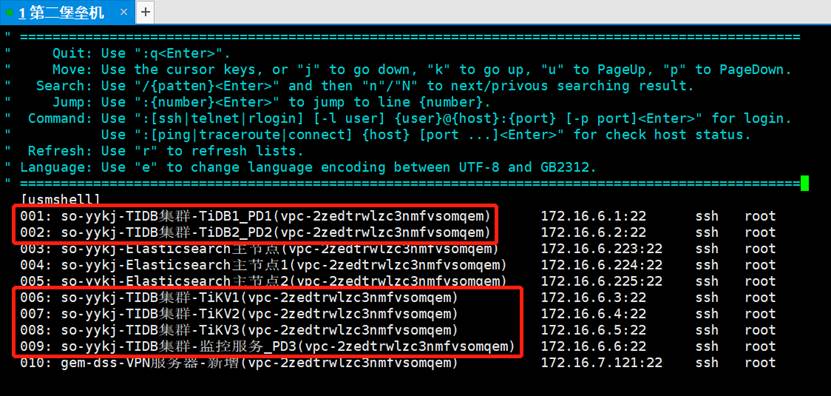 1 第二堡垒机 × +
" ==========================================================================================
" Quit: Use ":q<Enter>".
" Move: Use the cursor keys, or "j" to go down, "k" to go up, "u" to PageUp, "p" to PageDown.
" Search: Use "/{patten}<Enter>" and then "n"/"N" to next/privous searching result.
" Jump: Use ":{number}<Enter>" to jump to line {number}.
" Command: Use ":[ssh|telnet|rlogin] [-l user] {user}@{host}:{port} [-p port]<Enter>" for login.
" Use ":[ping|traceroute|connect] {host} [port ...]<Enter>" for check host status.
" Refresh: Use "r" to refresh lists.
" Language: Use "e" to change language encoding between UTF-8 and GB2312.
" ==========================================================================================
[usmshell]
001: so-yykj-TIDB集群-TiDB1_PD1(vpc-2zedtrwlzc3nmfvsomqem) 172.16.6.1:22 ssh root
002: so-yykj-TIDB集群-TiDB2_PD2(vpc-2zedtrwlzc3nmfvsomqem) 172.16.6.2:22 ssh root
003: so-yykj-Elasticsearch主节点(vpc-2zedtrwlzc3nmfvsomqem) 172.16.6.223:22 ssh root
004: so-yykj-Elasticsearch主节点1(vpc-2zedtrwlzc3nmfvsomqem) 172.16.6.224:22 ssh root
005: so-yykj-Elasticsearch主节点2(vpc-2zedtrwlzc3nmfvsomqem) 172.16.6.225:22 ssh root
006: so-yykj-TIDB集群-TiKV1(vpc-2zedtrwlzc3nmfvsomqem) 172.16.6.3:22 ssh root
007: so-yykj-TIDB集群-TiKV2(vpc-2zedtrwlzc3nmfvsomqem) 172.16.6.4:22 ssh root
008: so-yykj-TIDB集群-TiKV3(vpc-2zedtrwlzc3nmfvsomqem) 172.16.6.5:22 ssh root
009: so-yykj-TIDB集群-监控服务_PD3(vpc-2zedtrwlzc3nmfvsomqem) 172.16.6.6:22 ssh root
010: gem-dss-VPN服务器-新增(vpc-2zedtrwlzc3nmfvsomqem) 172.16.7.121:22 ssh root